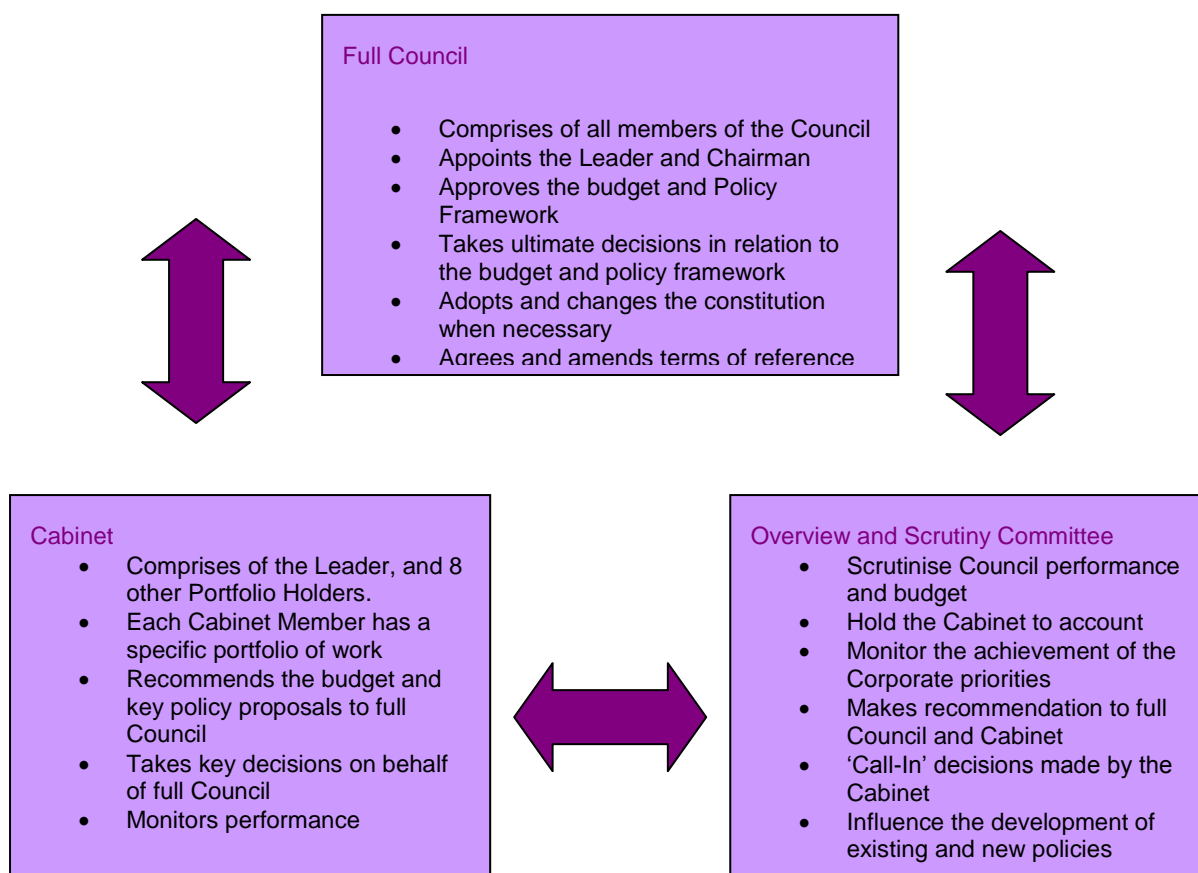 Full Council
• Comprises of all members of the Council
• Appoints the Leader and Chairman
• Approves the budget and Policy
Framework
• Takes ultimate decisions in relation to
the budget and policy framework
• Adopts and changes the constitution
when necessary
• Agrees and amends terms of reference
Cabinet
• Comprises of the Leader, and 8
other Portfolio Holders.
• Each Cabinet Member has a
specific portfolio of work
• Recommends the budget and
key policy proposals to full
Council
• Takes key decisions on behalf
of full Council
• Monitors performance
Overview and Scrutiny Committee
• Scrutinise Council performance
and budget
• Hold the Cabinet to account
• Monitor the achievement of the
Corporate priorities
• Makes recommendation to full
Council and Cabinet
• ‘Call-In’ decisions made by the
Cabinet
• Influence the development of
existing and new policies